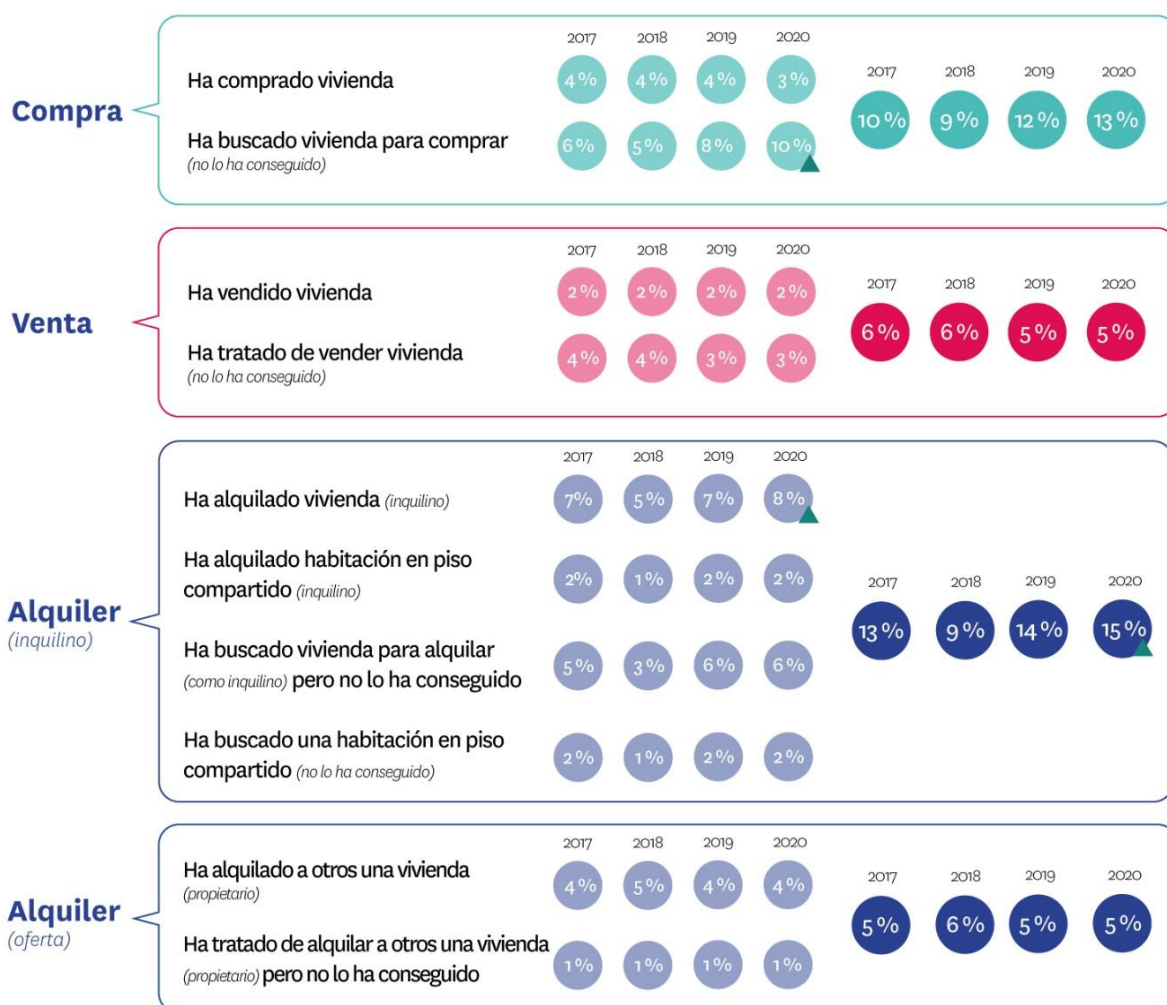 Compra
2017 2018 2019 2020
Ha comprado vivienda
4% 4% 4% 3%
Ha buscado vivienda para comprar
(no lo ha conseguido)
6% 5% 8% 10%
2017 2018 2019 2020
10% 9% 12% 13%
Venta
2017 2018 2019 2020
Ha vendido vivienda
2% 2% 2% 2%
Ha tratado de vender vivienda
(no lo ha conseguido)
4% 4% 3% 3%
2017 2018 2019 2020
6% 6% 5% 5%
Alquiler
(inquilino)
2017 2018 2019 2020
Ha alquilado vivienda (inquilino)
7% 5% 7% 8%
Ha alquilado habitación en piso
compartido (inquilino)
2% 1% 2% 2%
Ha buscado vivienda para alquilar
(como inquilino) pero no lo ha conseguido
5% 3% 6% 6%
Ha buscado una habitación en piso
compartido (no lo ha conseguido)
2% 1% 2% 2%
2017 2018 2019 2020
13% 9% 14% 15%
Alquiler
(oferta)
2017 2018 2019 2020
Ha alquilado a otros una vivienda
(propietario)
4% 5% 4% 4%
Ha tratado de alquilar a otros una vivienda
(propietario) pero no lo ha conseguido
1% 1% 1% 1%
2017 2018 2019 2020
5% 6% 5% 5%